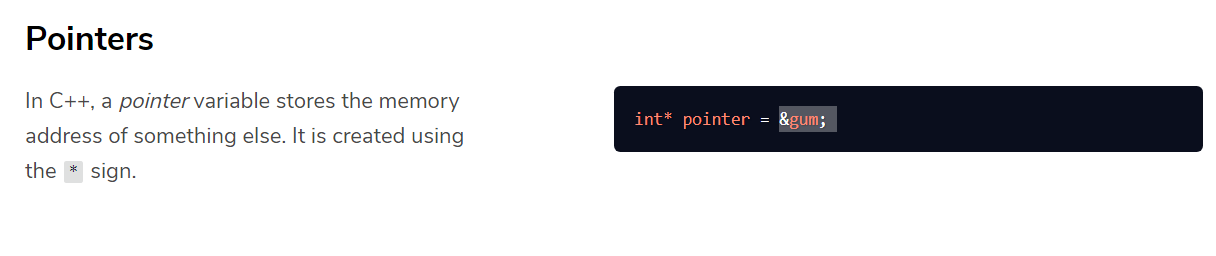 Pointers
In C++, a pointer variable stores the memory
address of something else. It is created using
the * sign.
int* pointer = &gum;